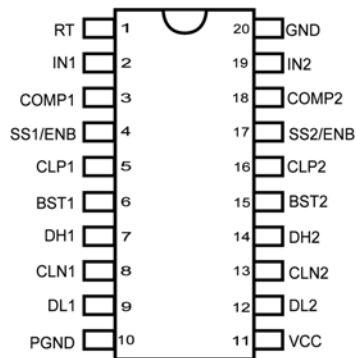 RT 1 20 GND
IN1 2 19 IN2
COMP1 3 18 COMP2
SS1/ENB 4 17 SS2/ENB
CLP1 5 16 CLP2
BST1 6 15 BST2
DH1 7 14 DH2
CLN1 8 13 CLN2
DL1 9 12 DL2
PGND 10 11 VCC